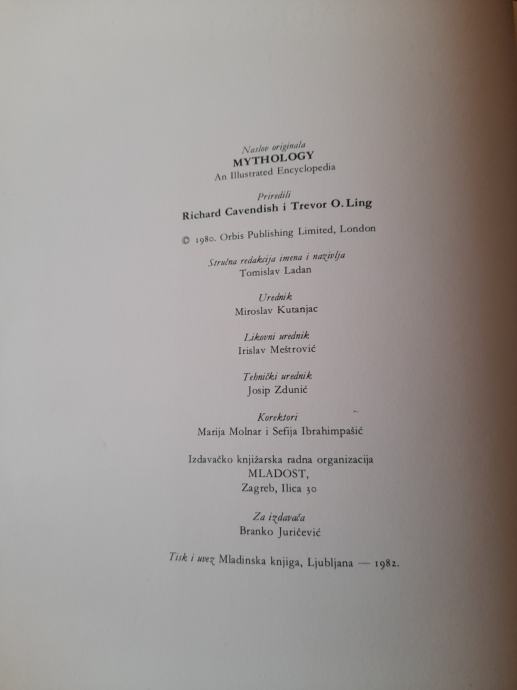 Naslov originala
MYTHOLOGY
An Illustrated Encyclopedia
Priredili
Richard Cavendish i Trevor O. Ling
© 1980. Orbis Publishing Limited, London
Stručna redakcija imena i nazivlja
Tomislav Ladan
Urednik
Miroslav Kutanjac
Likovni urednik
Irislav Meštrović
Tehnički urednik
Josip Zdunić
Korektori
Marija Molnar i Sefija Ibrahimpašić
Izdavačko knjižarska radna organizacija
MLADOST,
Zagreb, Ilica 30
Za izdavača
Branko Juričević
Tisk i uvez Mladinska knjiga, Ljubljana — 1982.